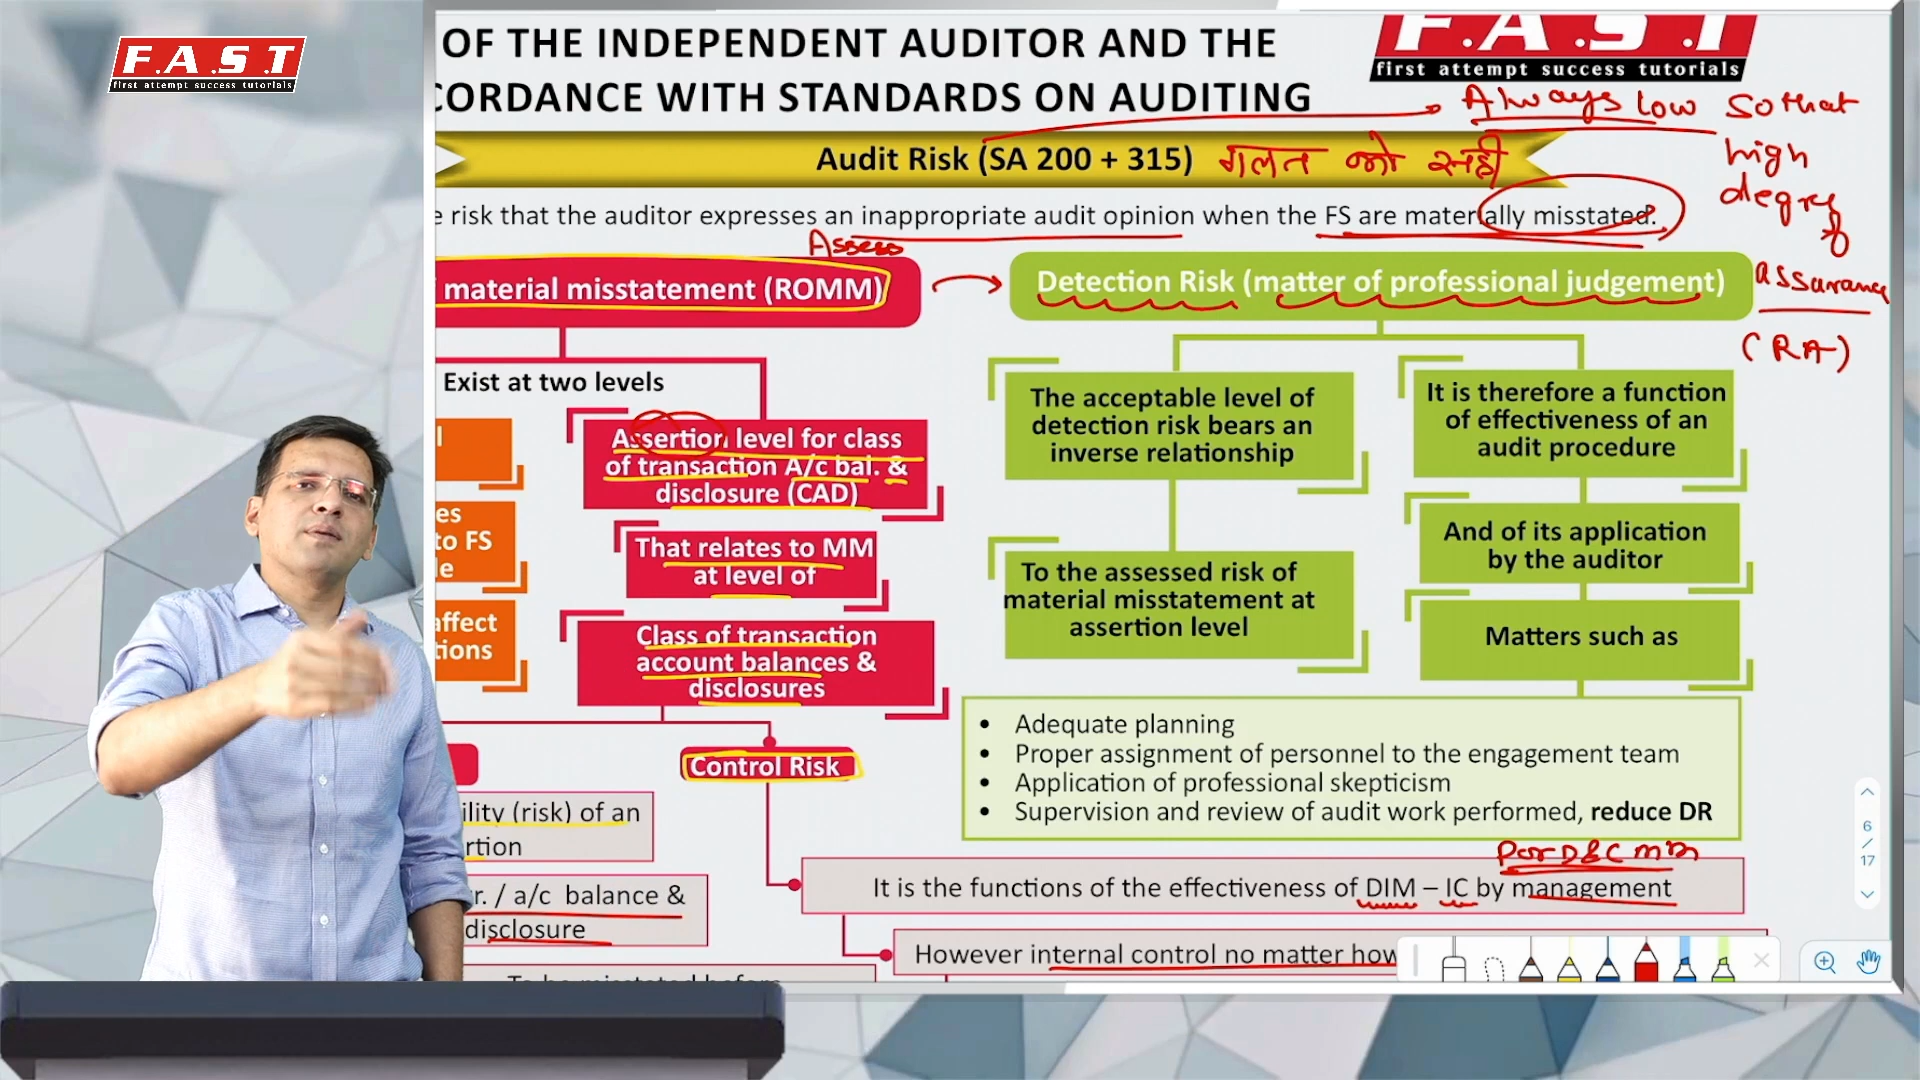 F.A.S.T
first attempt success tutorials
OF THE INDEPENDENT AUDITOR AND THE
CORDANCE WITH STANDARDS ON AUDITING
F.A.S.T
first attempt success tutorials
Always low so that
high
degree
of
assurance
(RA)
Audit Risk (SA 200 + 315) गलत को सही
e risk that the auditor expresses an inappropriate audit opinion when the FS are materially misstated.
Assess
material misstatement (ROMM)
Detection Risk (matter of professional judgement)
Exist at two levels
l
es
to FS
le
affect
tions
Assertion level for class
of transaction A/c bal. &
disclosure (CAD)
That relates to MM
at level of
Class of transaction
account balances &
disclosures
The acceptable level of
detection risk bears an
inverse relationship
To the assessed risk of
material misstatement at
assertion level
It is therefore a function
of effectiveness of an
audit procedure
And of its application
by the auditor
Matters such as
• Adequate planning
• Proper assignment of personnel to the engagement team
• Application of professional skepticism
• Supervision and review of audit work performed, reduce DR
Control Risk
ility (risk) of an
rtion
r. / a/c balance &
disclosure
To be misstated before
It is the functions of the effectiveness of DIM – IC by management
However internal control no matter how
6
/
17